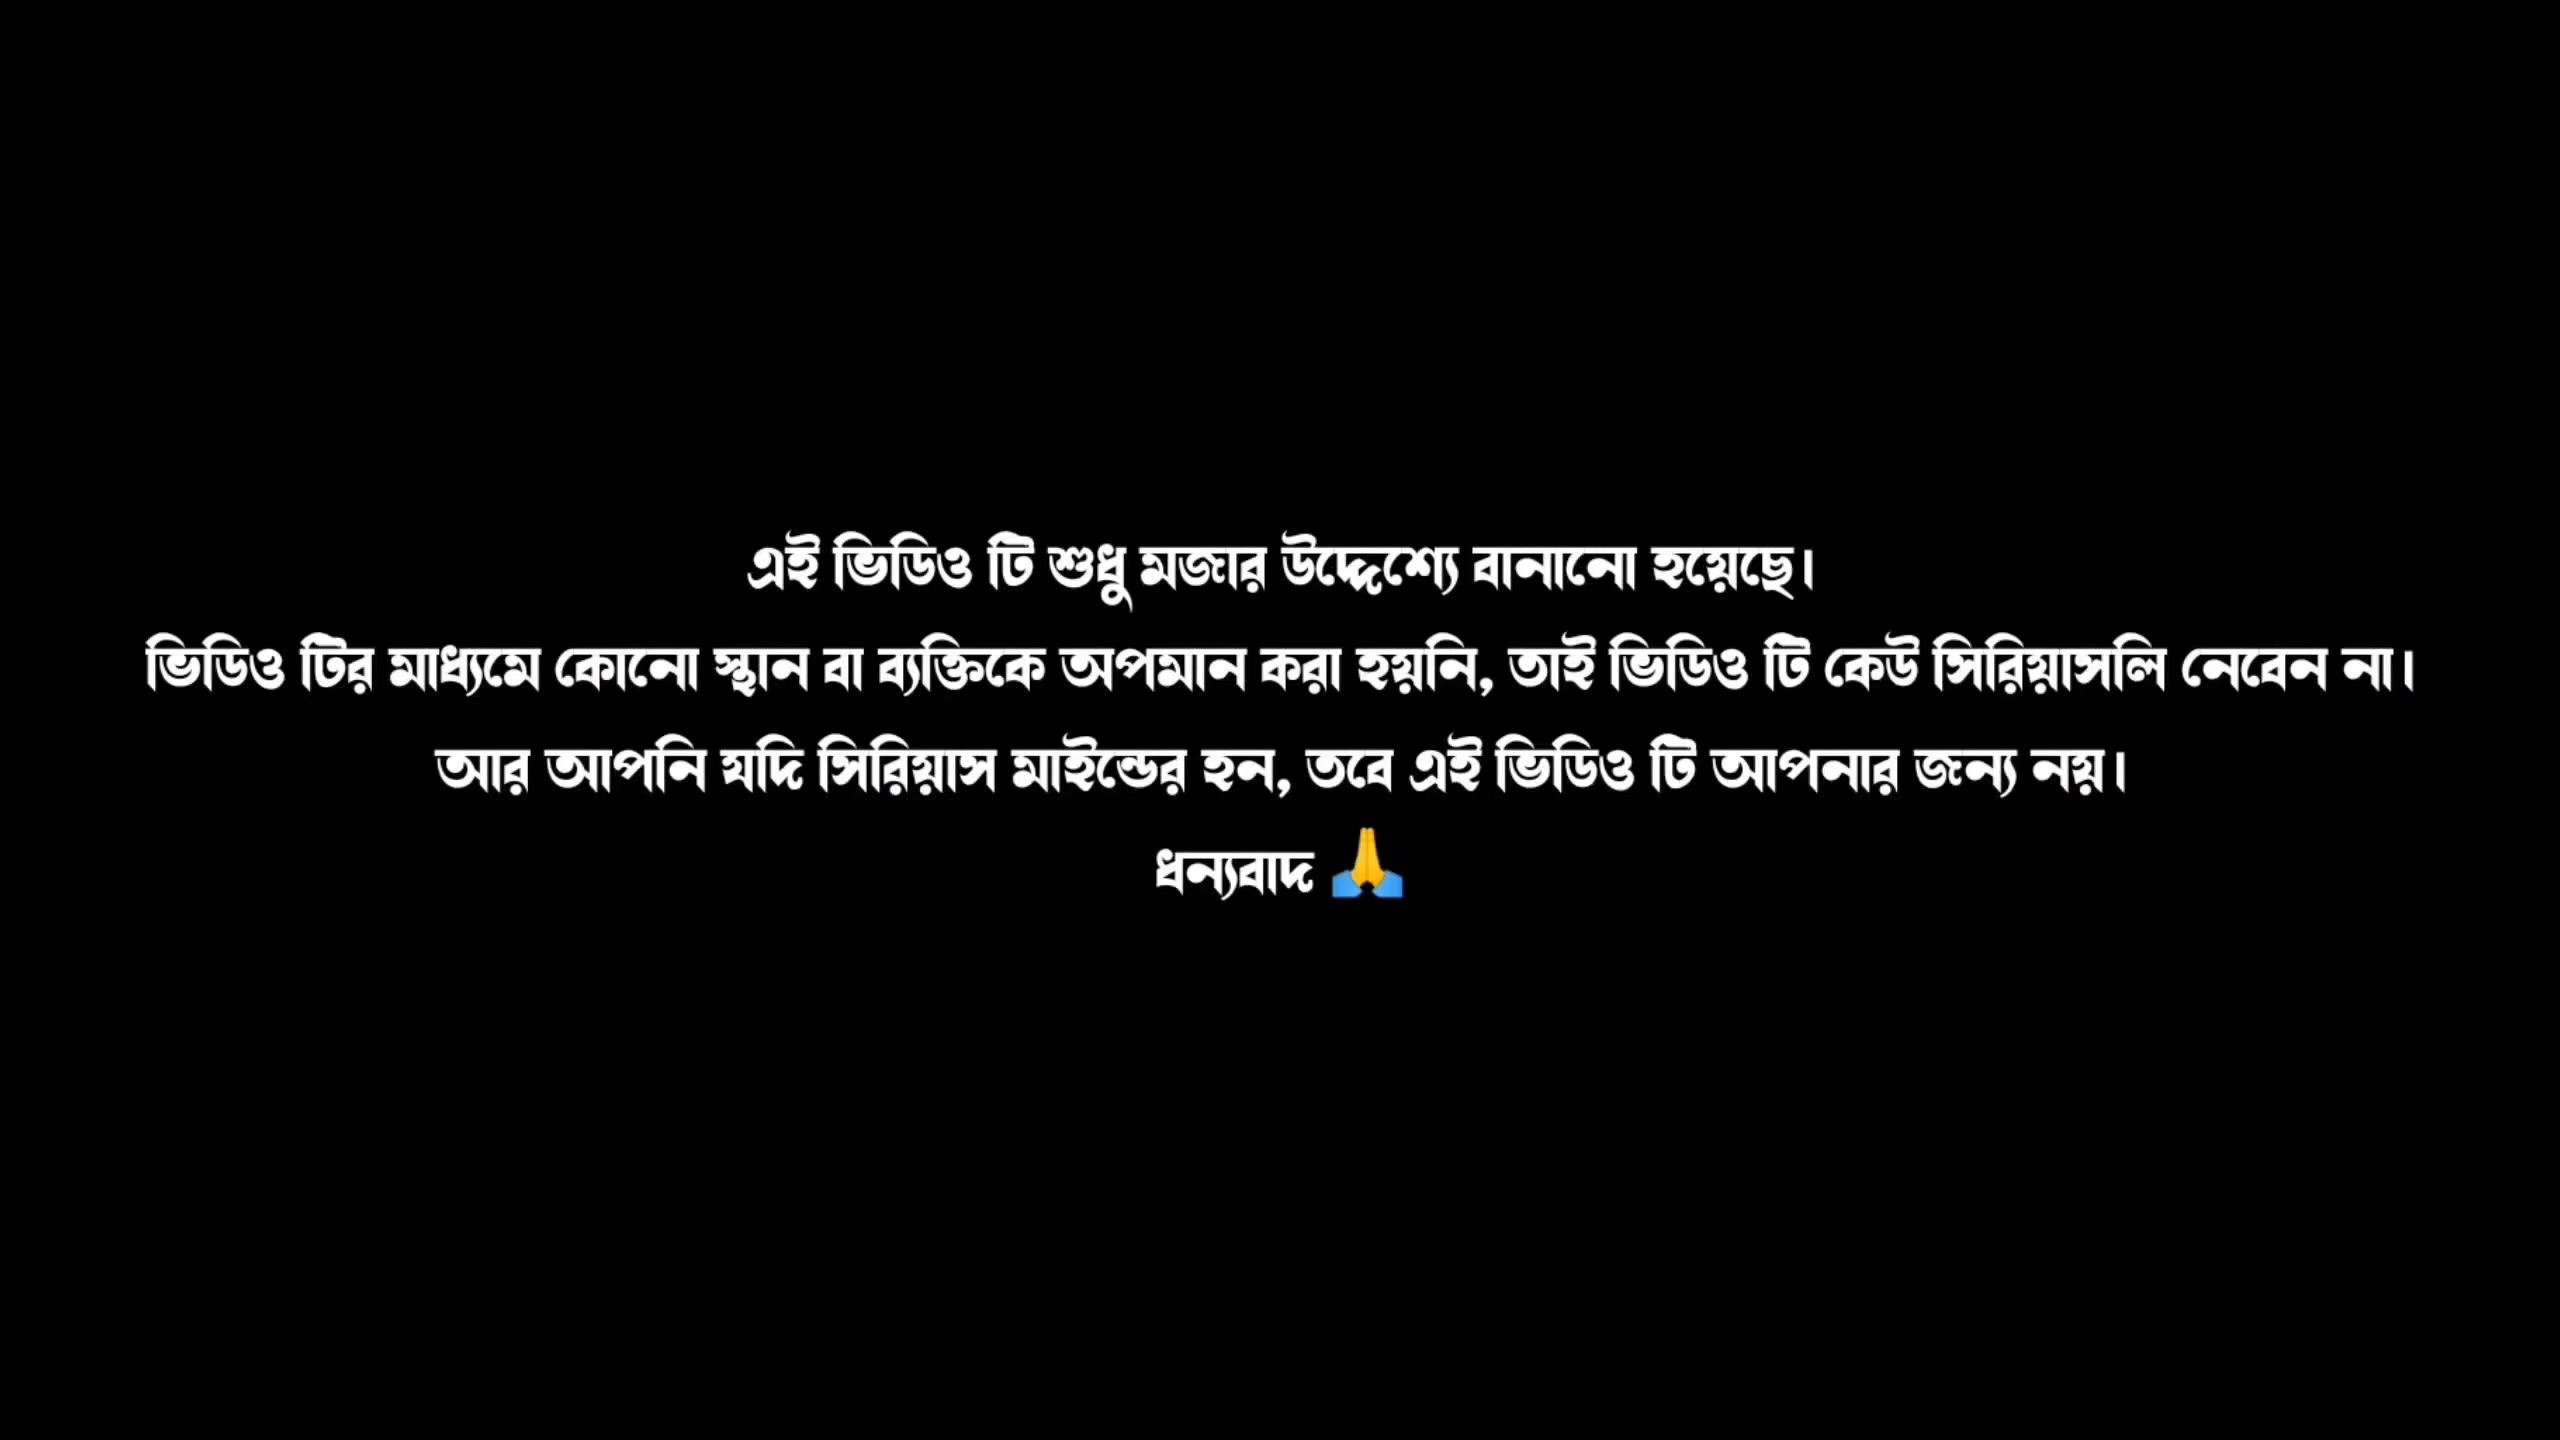 এই ভিডিও টি শুধু মজার উদ্দেশ্যে বানানো হয়েছে।
ভিডিও টির মাধ্যমে কোনো স্থান বা ব্যক্তিকে অপমান করা হয়নি, তাই ভিডিও টি কেউ সিরিয়াসলি নেবেন না।
আর আপনি যদি সিরিয়াস মাইন্ডের হন, তবে এই ভিডিও টি আপনার জন্য নয়।
ধন্যবাদ 🙏